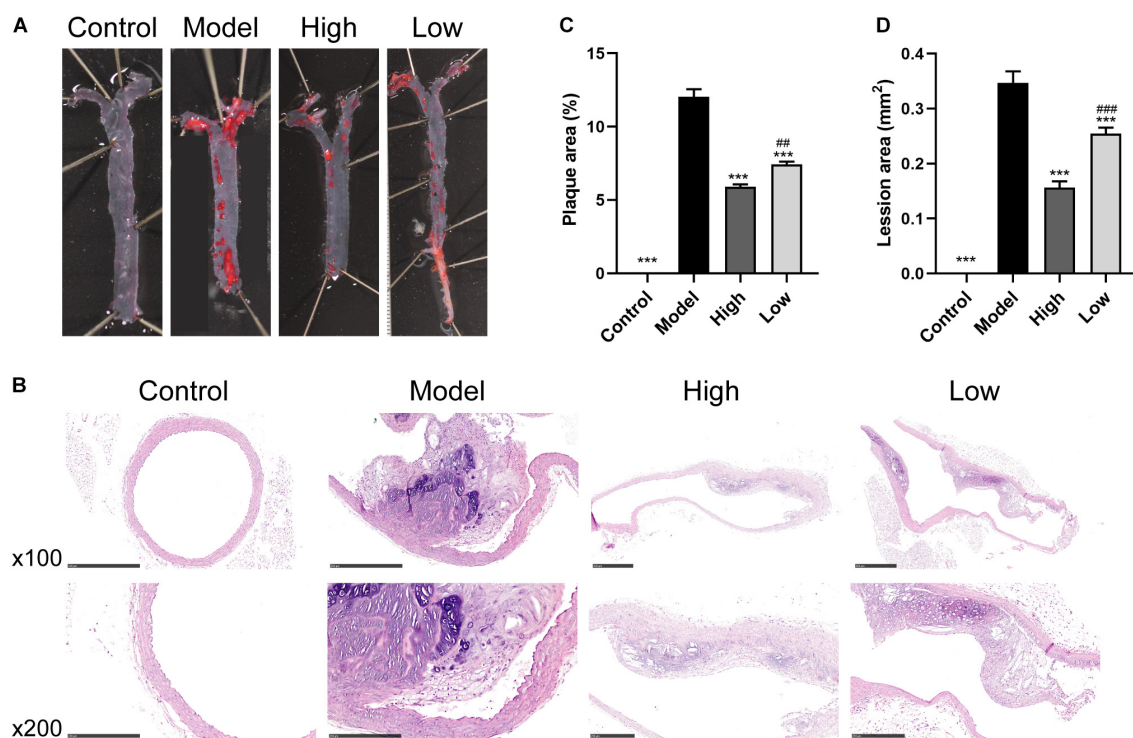 A
Control Model High Low
C
15
10
5
0
Plaque area (%)
***
***
##
***
Control
Model
High
Low
D
0.4
0.3
0.2
0.1
0.0
Lession area (mm²)
***
***
###
***
Control
Model
High
Low
B
Control Model High Low
x100
x200